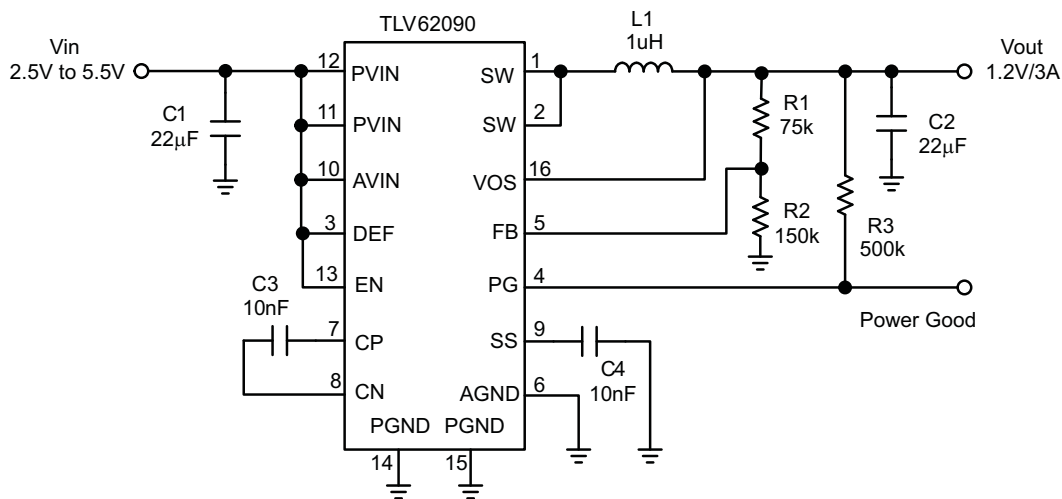 TLV62090
Vin
2.5V to 5.5V
L1
1uH
Vout
1.2V/3A
12
PVIN
SW
1
11
PVIN
SW
2
10
AVIN
VOS
16
3
DEF
FB
5
13
EN
PG
4
7
CP
SS
9
8
CN
AGND
6
PGND
PGND
14
15
C1
22μF
R1
75k
C2
22μF
R2
150k
R3
500k
C3
10nF
Power Good
C4
10nF